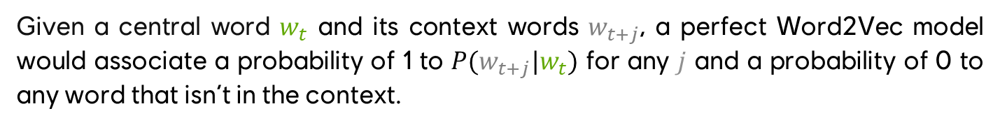 Given a central word $w_t$ and its context words $w_{t+j}$, a perfect Word2Vec model
would associate a probability of 1 to $P(w_{t+j}|w_t)$ for any $j$ and a probability of 0 to
any word that isn't in the context.